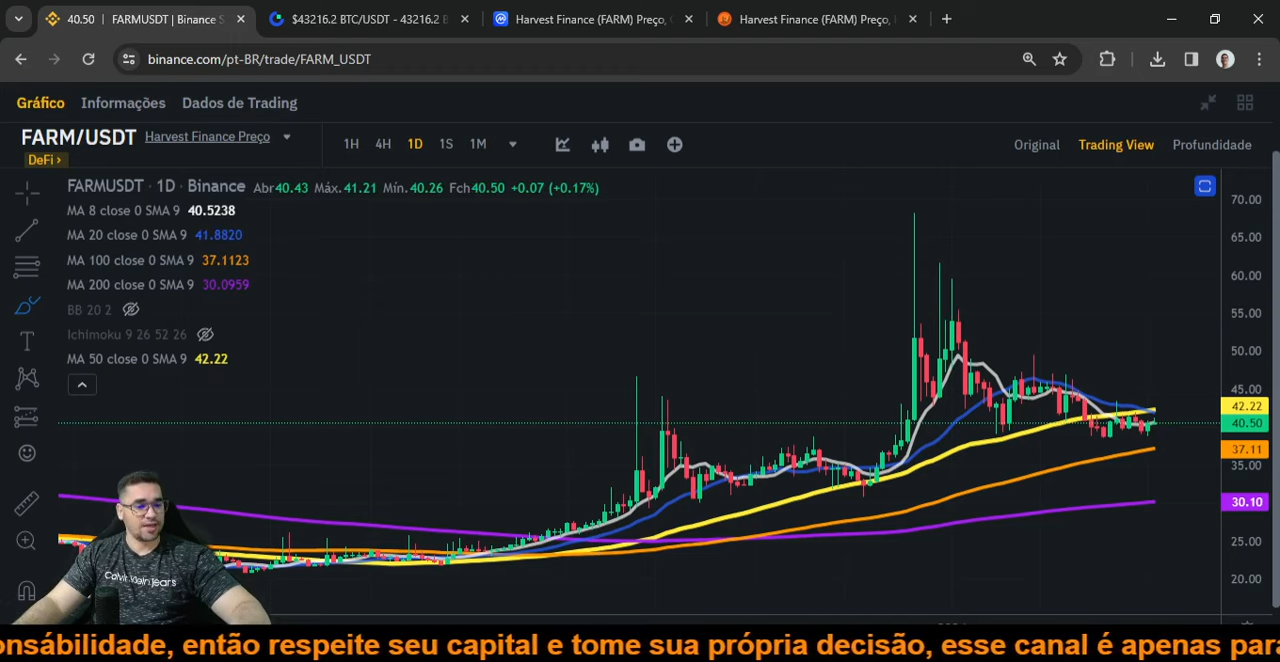 40.50 | FARMUSDT | Binance S
$43216.2 BTC/USDT - 43216.2 B
Harvest Finance (FARM) Preço, 
Harvest Finance (FARM) Preço,
binance.com/pt-BR/trade/FARM_USDT
Gráfico Informações Dados de Trading
FARM/USDT Harvest Finance Preço
DeFi ›
1H 4H 1D 1S 1M
Original Trading View Profundidade
FARMUSDT · 1D · Binance Abr40.43 Máx.41.21 Mín.40.26 Fch40.50 +0.07 (+0.17%)
MA 8 close 0 SMA 9 40.5238
MA 20 close 0 SMA 9 41.8820
MA 100 close 0 SMA 9 37.1123
MA 200 close 0 SMA 9 30.0959
BB 20 2
Ichimoku 9 26 52 26
MA 50 close 0 SMA 9 42.22
70.00
65.00
60.00
55.00
50.00
45.00
42.22
40.50
37.11
35.00
30.10
25.00
20.00
Calvin Klein Jeans
onsábilidade, então respeite seu capital e tome sua própria decisão, esse canal é apenas para